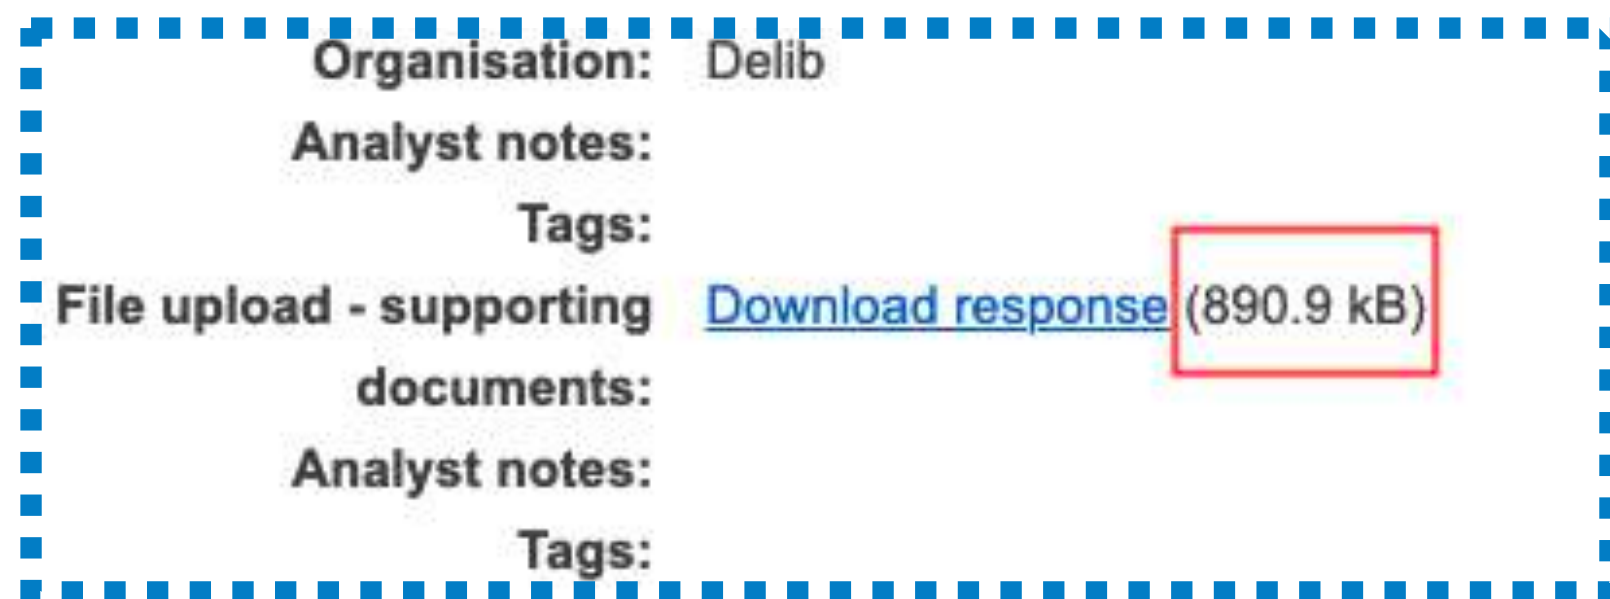 Organisation: Delib
Analyst notes:
Tags:
File upload - supporting Download response (890.9 kB)
documents:
Analyst notes:
Tags: